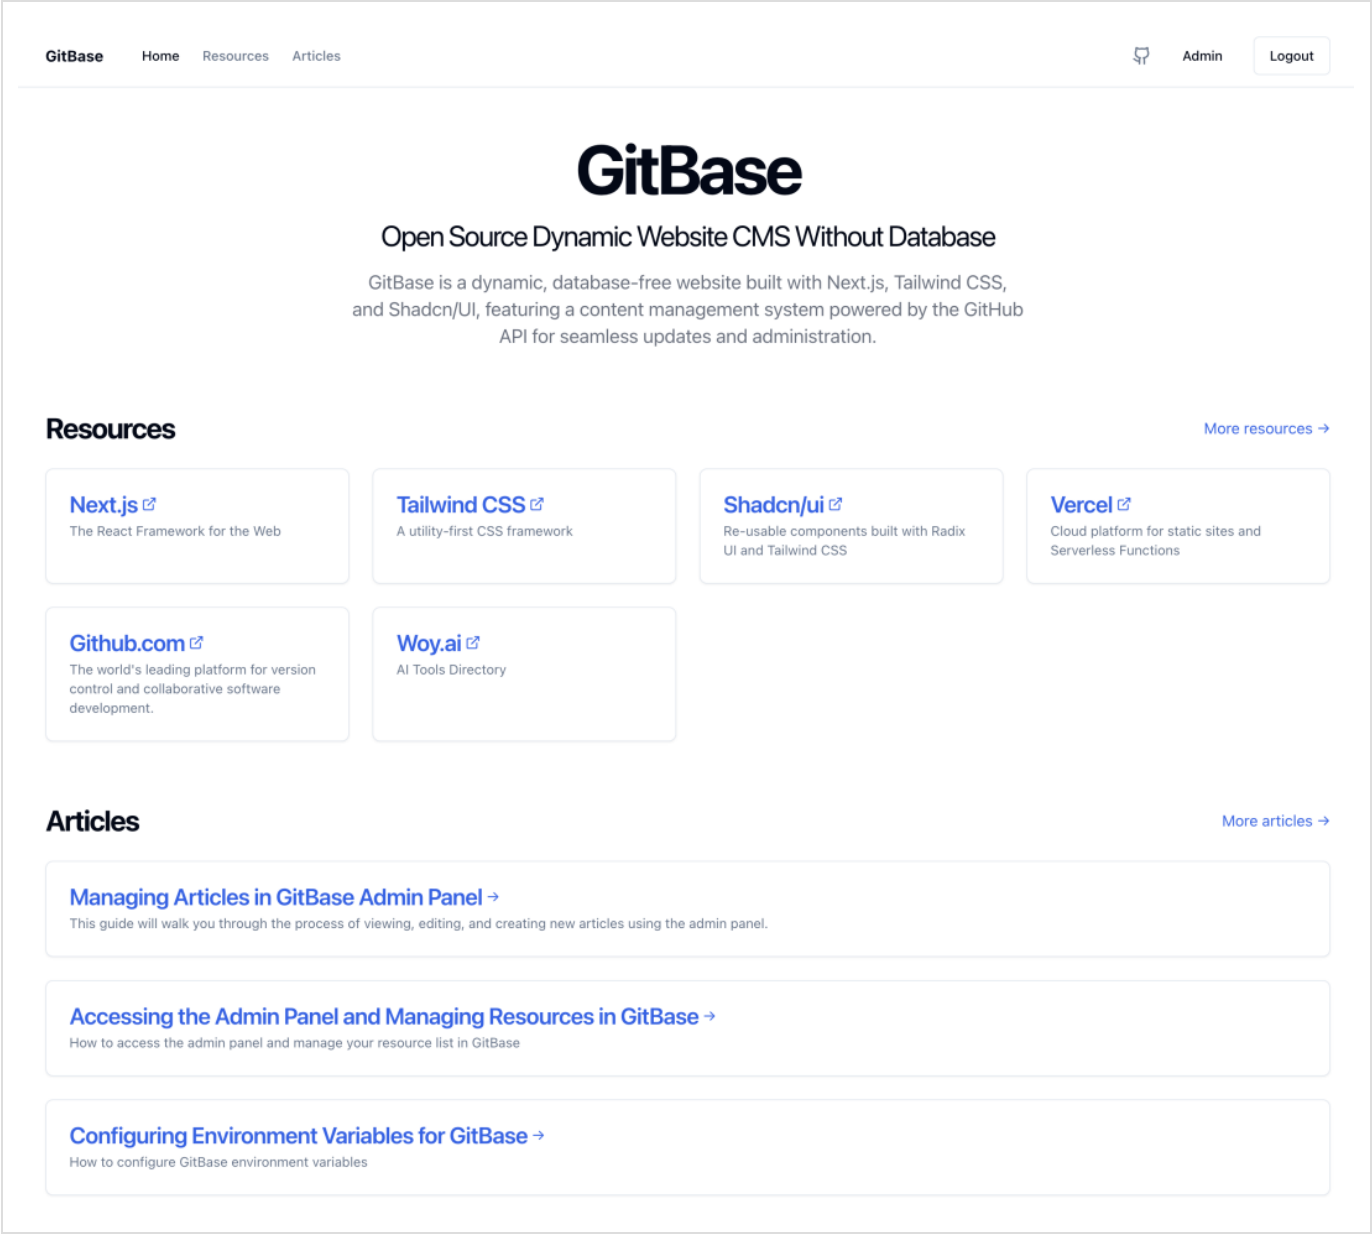 GitBase
Home
Resources
Articles
Admin
Logout
GitBase
Open Source Dynamic Website CMS Without Database
GitBase is a dynamic, database-free website built with Next.js, Tailwind CSS,
and Shadcn/UI, featuring a content management system powered by the GitHub
API for seamless updates and administration.
Resources
More resources →
Next.js
The React Framework for the Web
Tailwind CSS
A utility-first CSS framework
Shadcn/ui
Re-usable components built with Radix
UI and Tailwind CSS
Vercel
Cloud platform for static sites and
Serverless Functions
Github.com
The world's leading platform for version
control and collaborative software
development.
Woy.ai
AI Tools Directory
Articles
More articles →
Managing Articles in GitBase Admin Panel →
This guide will walk you through the process of viewing, editing, and creating new articles using the admin panel.
Accessing the Admin Panel and Managing Resources in GitBase →
How to access the admin panel and manage your resource list in GitBase
Configuring Environment Variables for GitBase →
How to configure GitBase environment variables